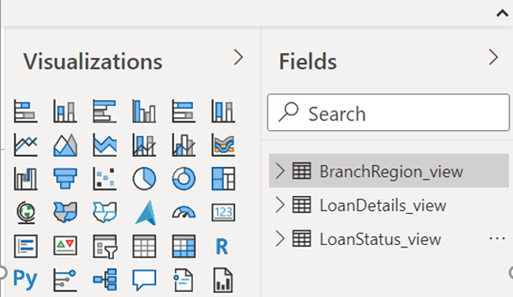 Visualizations
Fields
Search
BranchRegion_view
LoanDetails_view
LoanStatus_view
123
R
Py